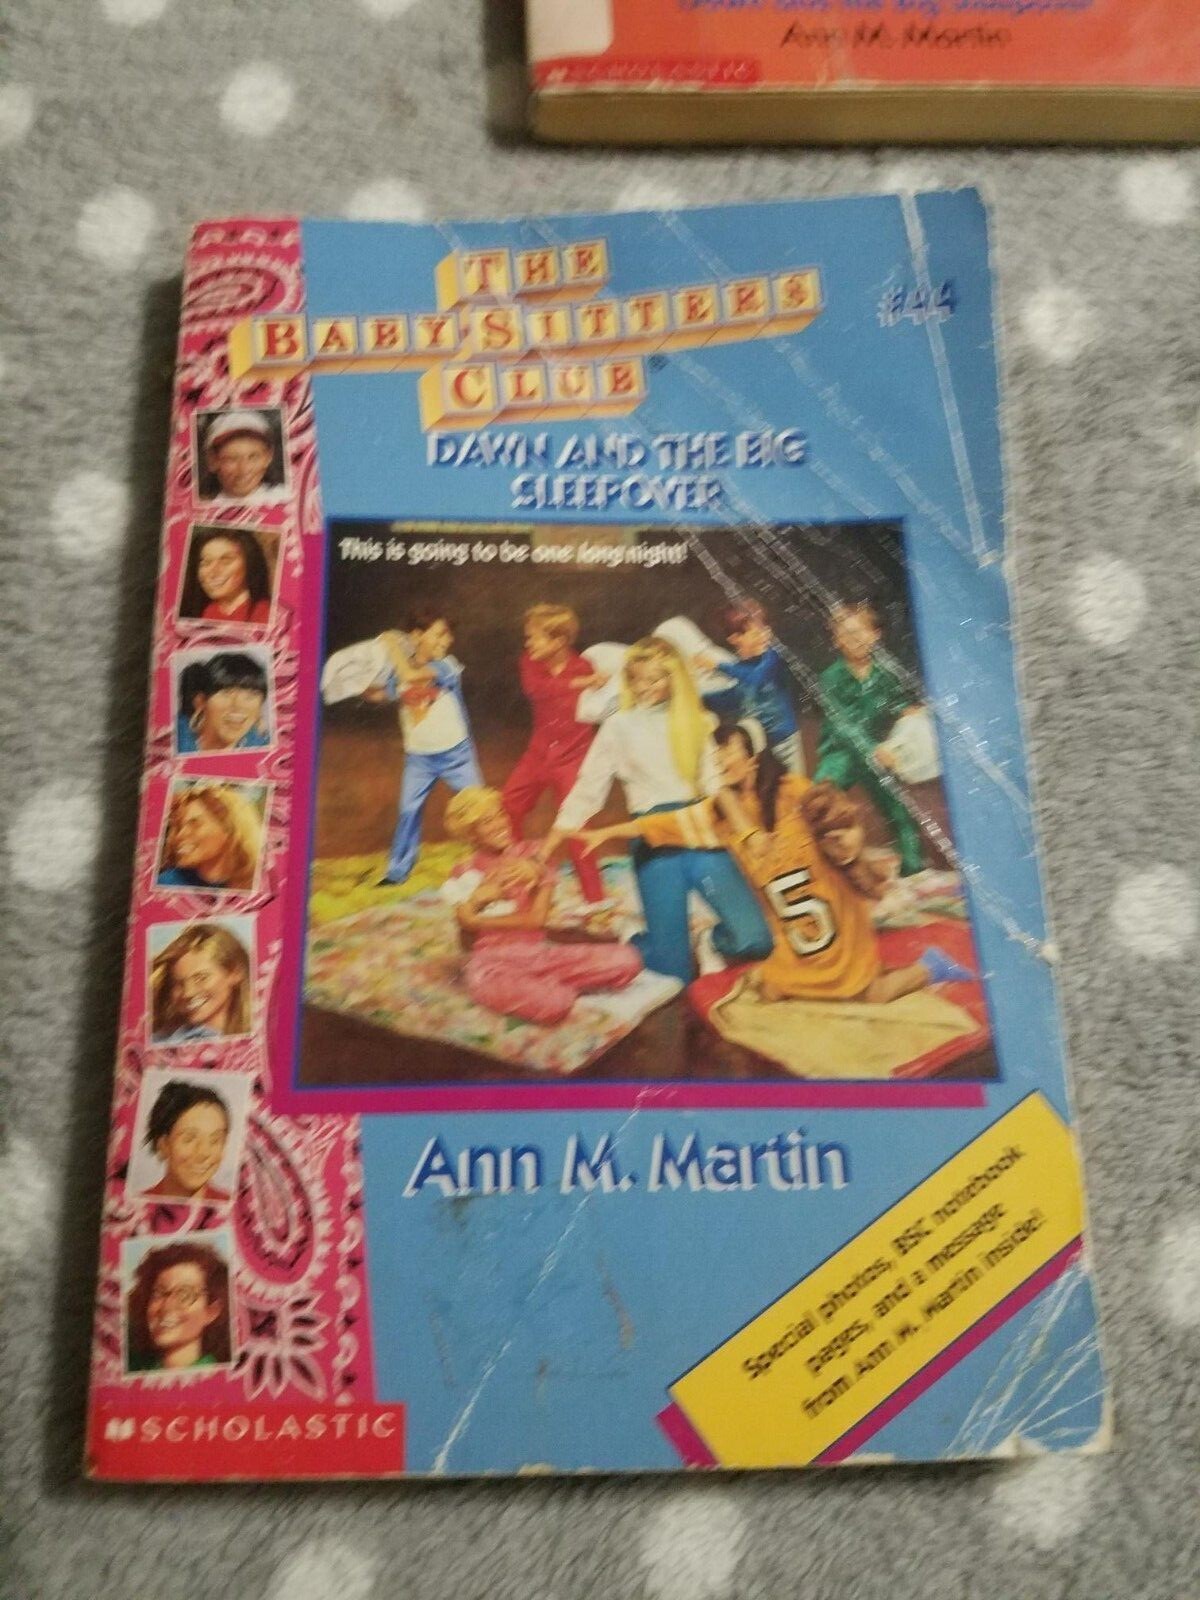 Ann M. Martin
THE
BABY-SITTERS
CLUB®
#44
DAWN AND THE BIG
SLEEPOVER
This is going to be one long night!
5
Ann M. Martin
Special photos, BSC notebook
pages, and a message
from Ann M. Martin inside!
SCHOLASTIC